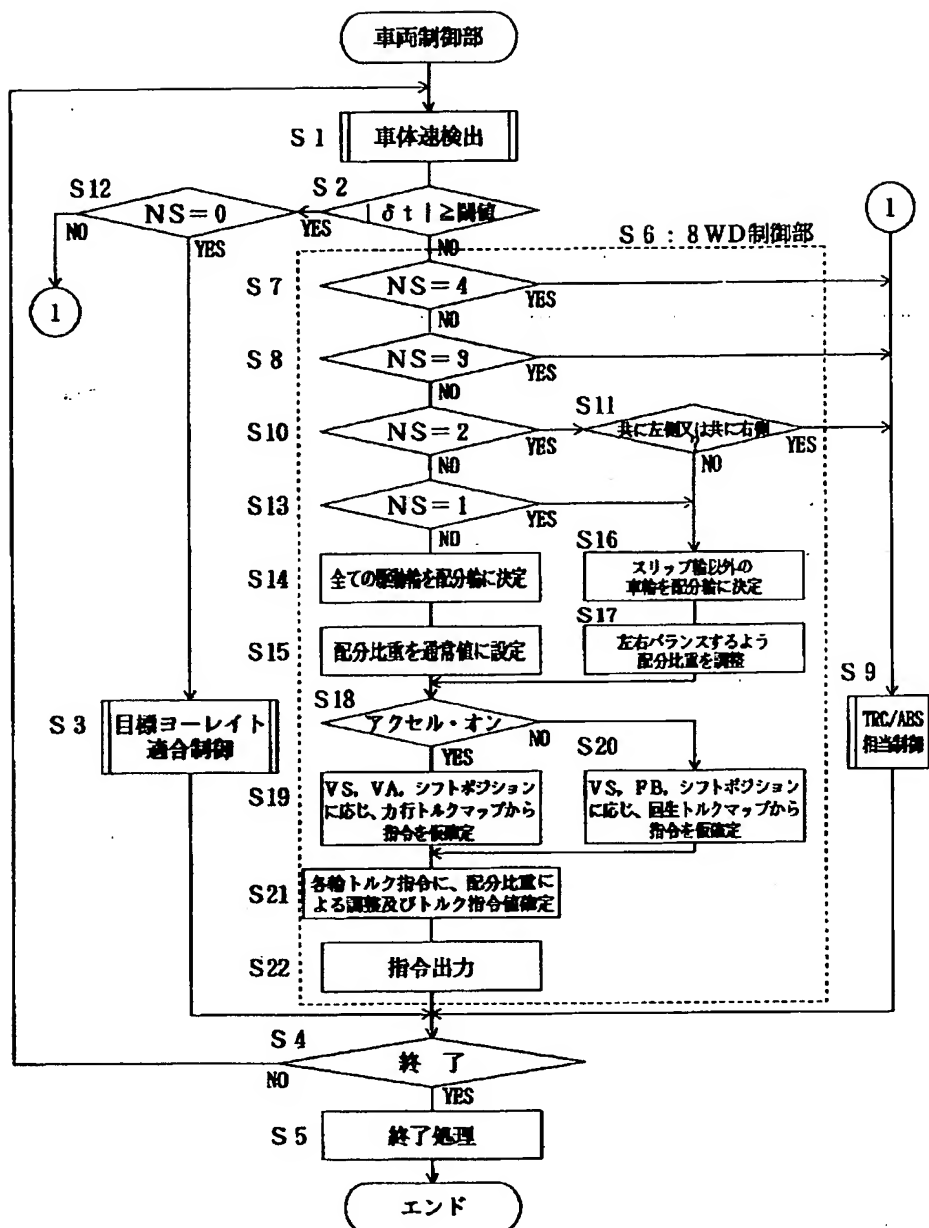 車両制御部
S1
車体速検出
S12
NS=0
NO
YES
S2
|δt|≧閾値
YES
NO
1
1
S6:8WD制御部
S7
NS=4
YES
NO
S8
NS=3
YES
NO
S10
NS=2
YES
NO
S11
共に左側又は共に右側
YES
NO
S13
NS=1
YES
NO
S14
全ての駆動輪を配分輪に決定
S16
スリップ輪以外の
車輪を配分輪に決定
S15
配分比重を通常値に設定
S17
左右バランスするよう
配分比重を調整
S3
目標ヨーレイト
適合制御
S18
アクセル・オン
NO
YES
S9
TRC/ABS
相当制御
S19
VS,VA,シフトポジション
に応じ、力行トルクマップから
指令を仮確定
S20
VS,FB,シフトポジション
に応じ、回生トルクマップから
指令を仮確定
S21
各輪トルク指令に、配分比重に
よる調整及びトルク指令値確定
S22
指令出力
S4
終了
NO
YES
S5
終了処理
エンド